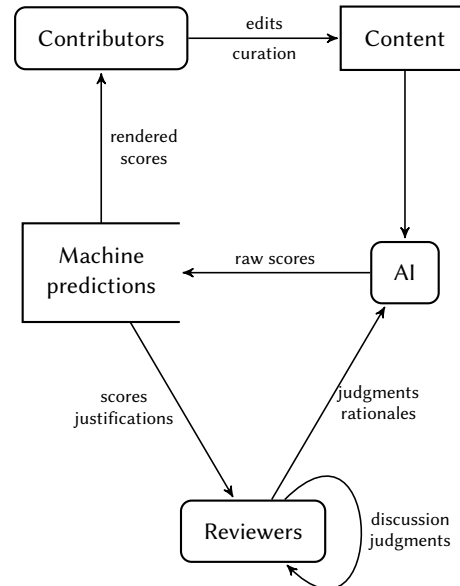 Contributors
edits
curation
Content
rendered
scores
Machine
predictions
raw scores
AI
scores
justifications
judgments
rationales
Reviewers
discussion
judgments